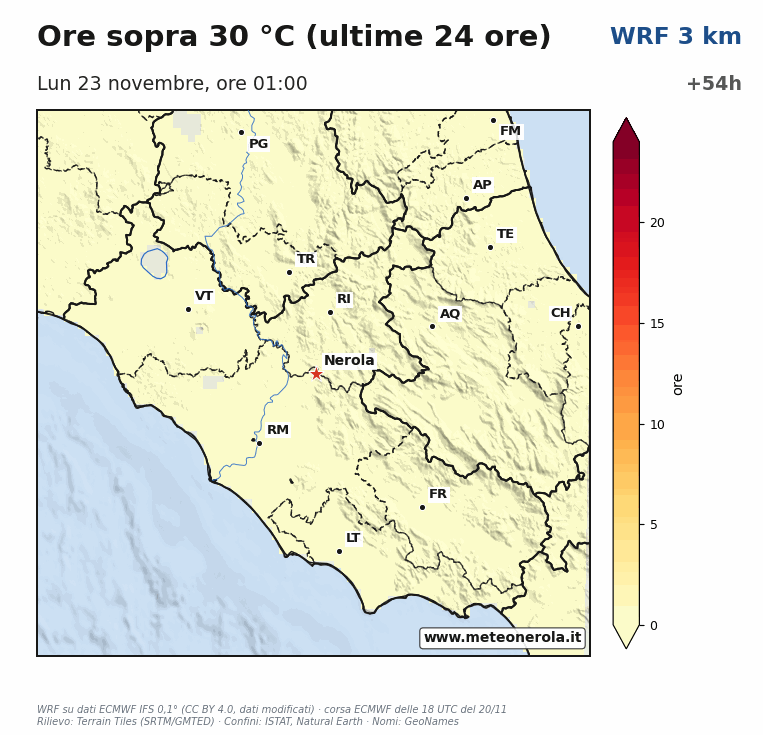 Ore sopra 30 °C (ultime 24 ore)
WRF 3 km
Lun 23 novembre, ore 01:00
+54h
FM
PG
AP
TE
TR
VT
RI
AQ
CH
Nerola
RM
FR
LT
www.meteonerola.it
20
15
10
5
0
ore
WRF su dati ECMWF IFS 0,1° (CC BY 4.0, dati modificati) · corsa ECMWF delle 18 UTC del 20/11
Rilievo: Terrain Tiles (SRTM/GMTED) · Confini: ISTAT, Natural Earth · Nomi: GeoNames